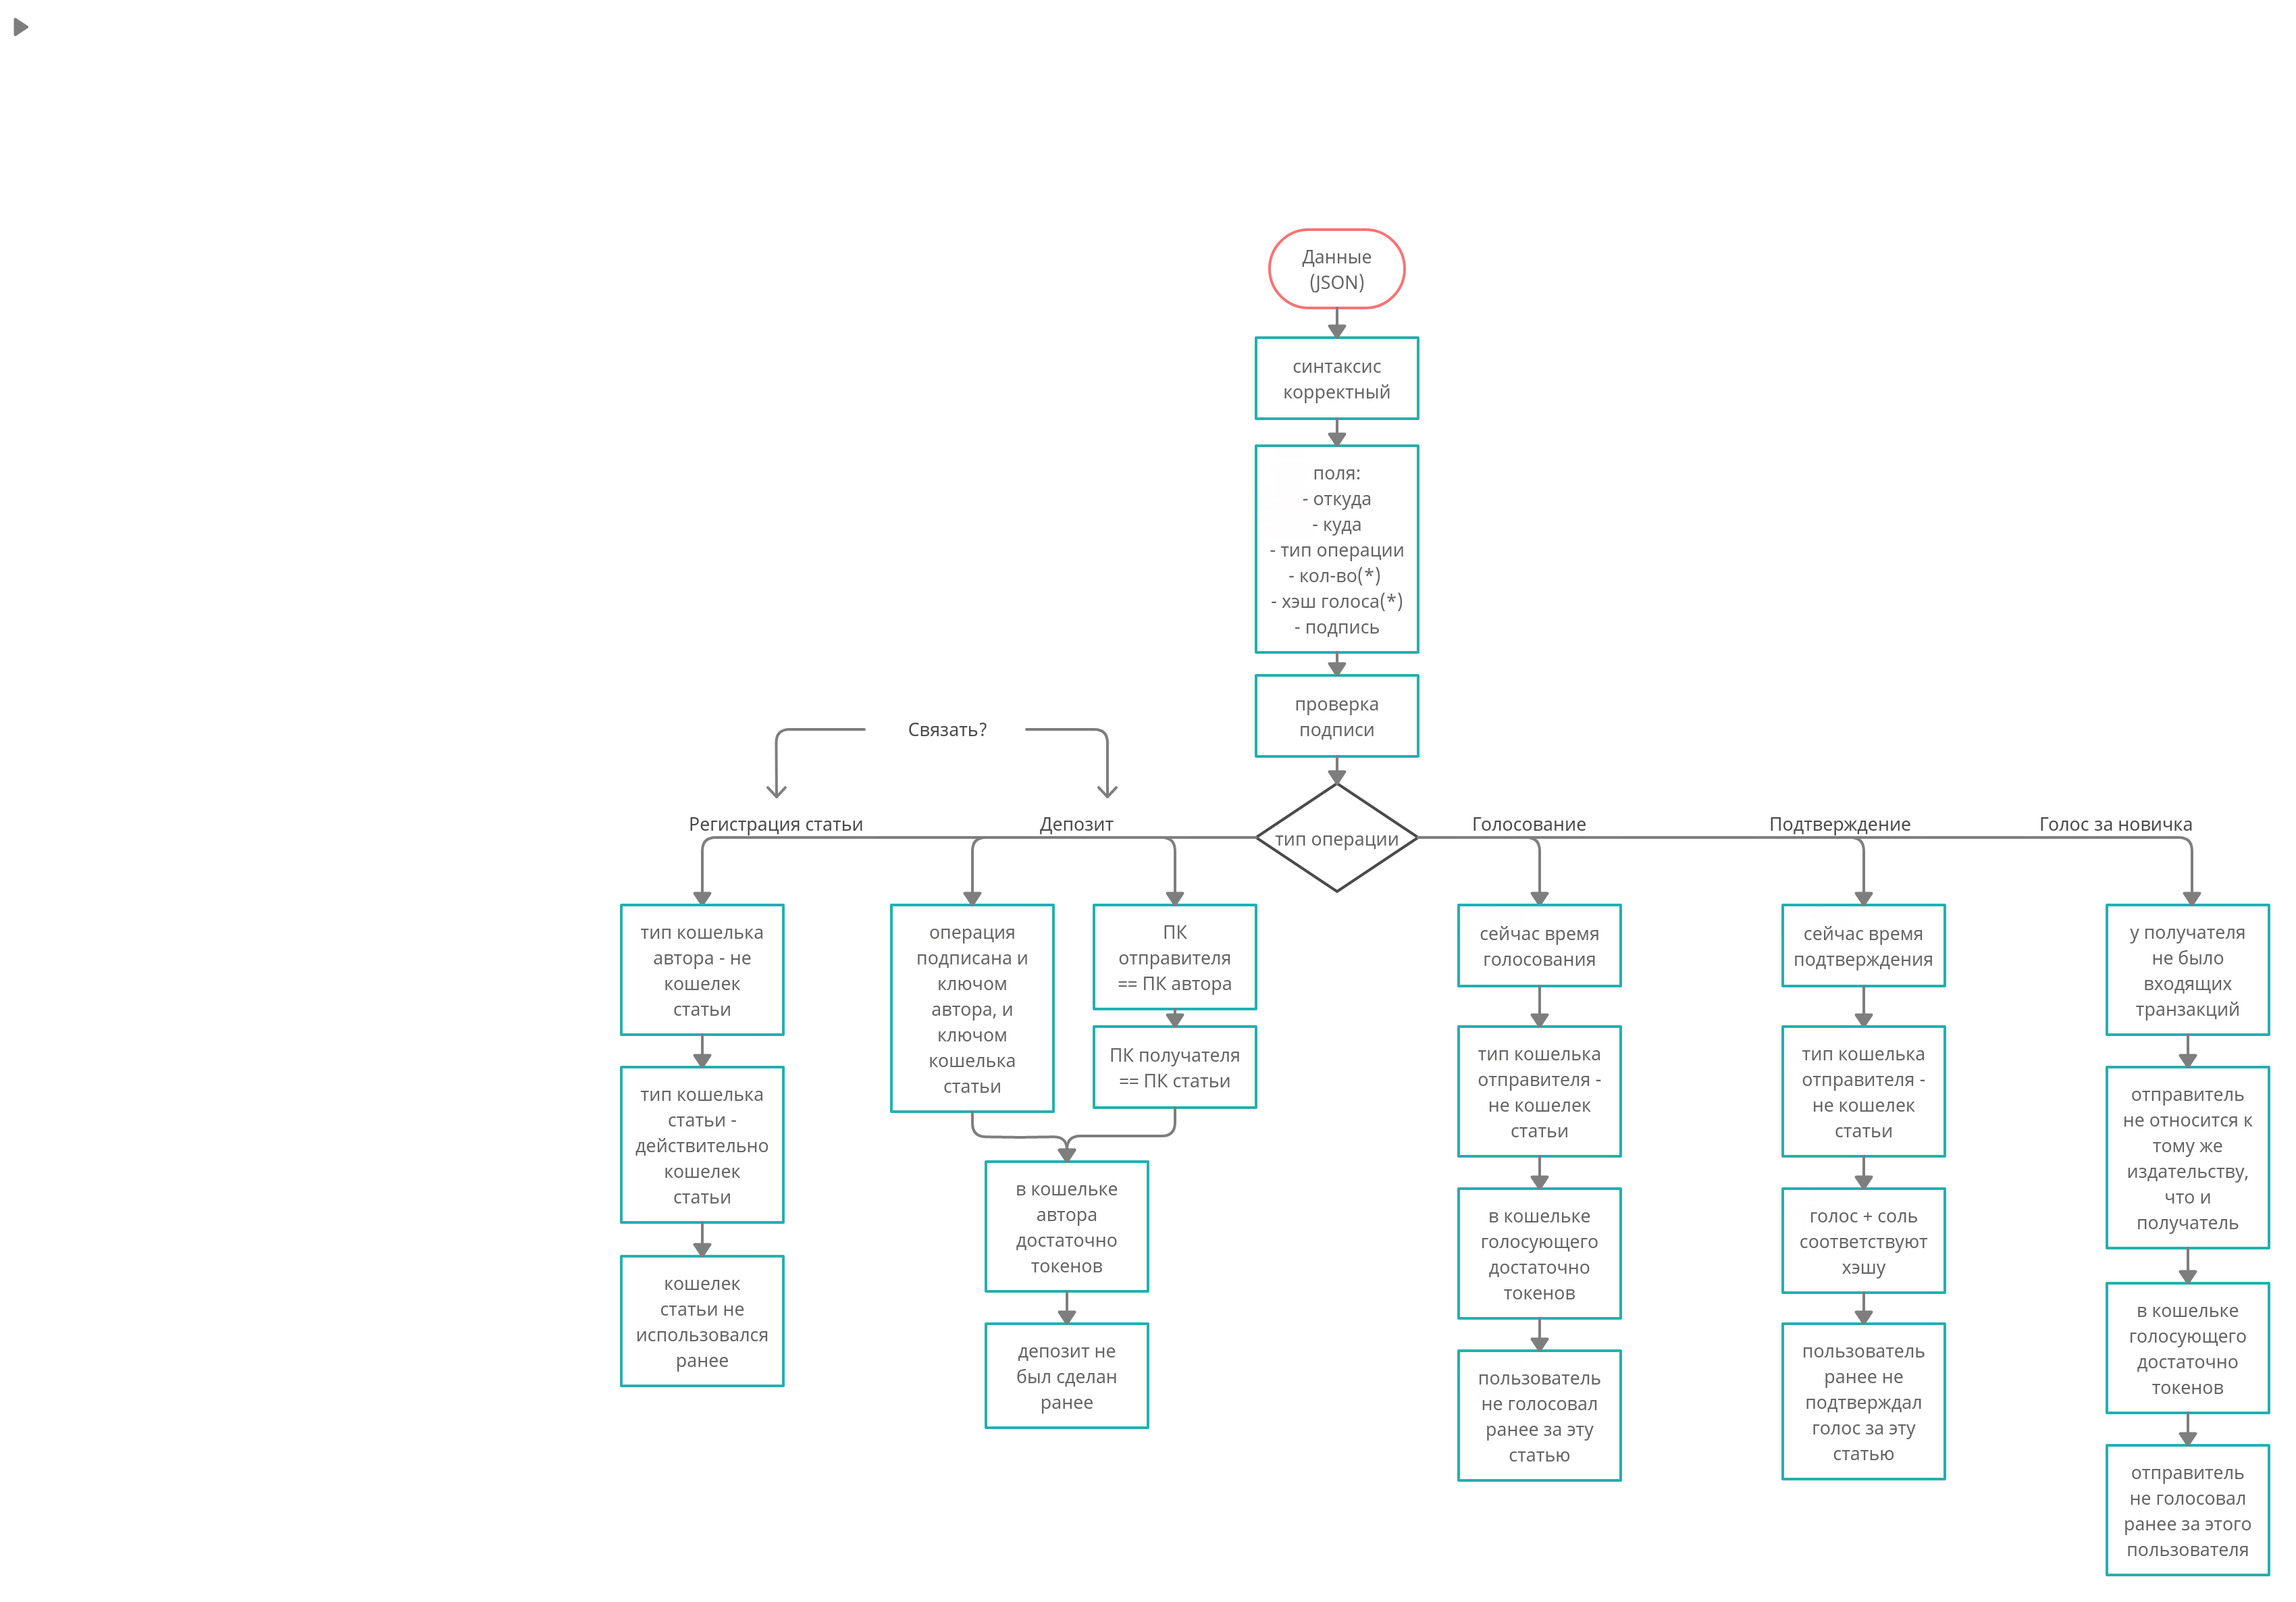 Данные
(JSON)
синтаксис
корректный
поля:
- откуда
- куда
- тип операции
- кол-во(*)
- хэш голоса(*)
- подпись
проверка
подписи
Связать?
тип операции
Регистрация статьи
Депозит
Голосование
Подтверждение
Голос за новичка
тип кошелька
автора - не
кошелек
статьи
тип кошелька
статьи -
действительно
кошелек
статьи
кошелек
статьи не
использовался
ранее
операция
подписана и
ключом
автора, и
ключом
кошелька
статьи
ПК
отправителя
== ПК автора
ПК получателя
== ПК статьи
в кошельке
автора
достаточно
токенов
депозит не
был сделан
ранее
сейчас время
голосования
тип кошелька
отправителя -
не кошелек
статьи
в кошельке
голосующего
достаточно
токенов
пользователь
не голосовал
ранее за эту
статью
сейчас время
подтверждения
тип кошелька
отправителя -
не кошелек
статьи
голос + соль
соответствуют
хэшу
пользователь
ранее не
подтверждал
голос за эту
статью
у получателя
не было
входящих
транзакций
отправитель
не относится к
тому же
издательству,
что и
получатель
в кошельке
голосующего
достаточно
токенов
отправитель
не голосовал
ранее за этого
пользователя